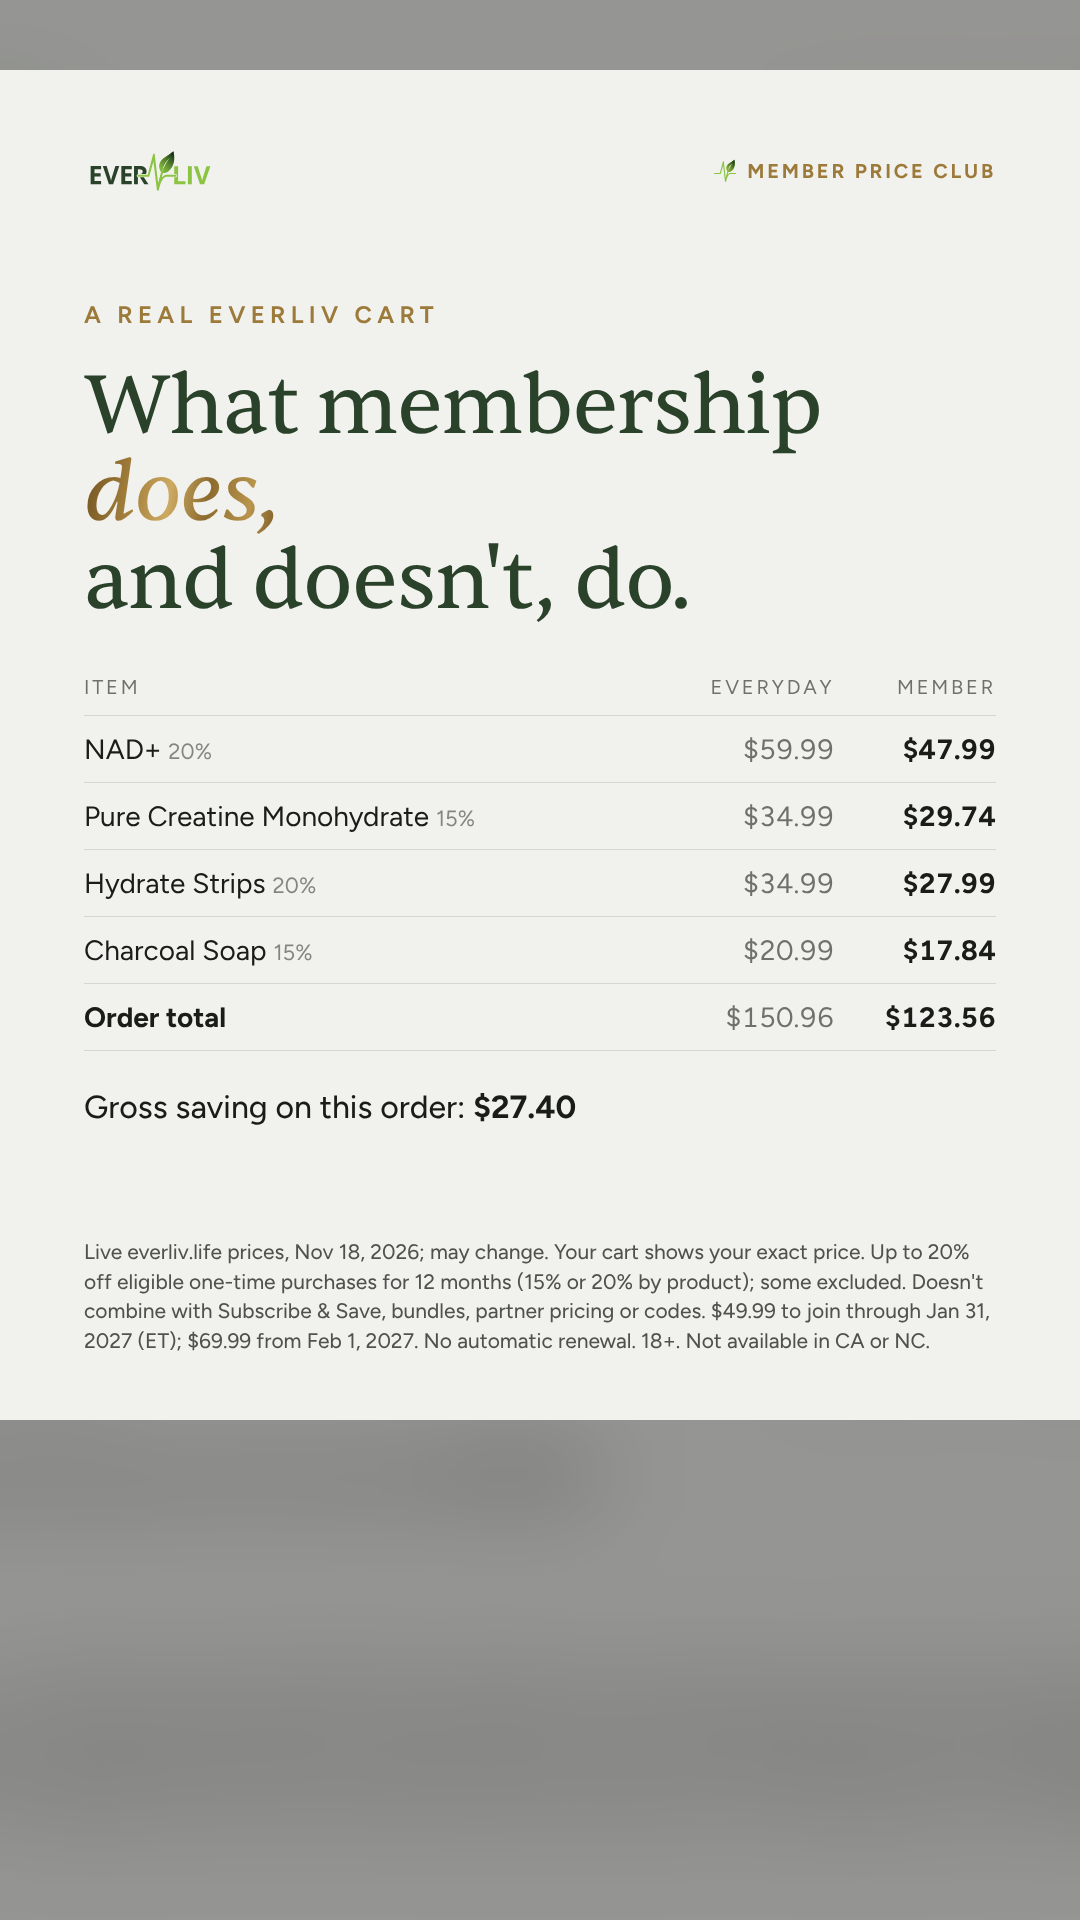 EVERLIV
MEMBER PRICE CLUB
A REAL EVERLIV CART
What membership
does,
and doesn't, do.
ITEM EVERYDAY MEMBER
NAD+ 20% $59.99 $47.99
Pure Creatine Monohydrate 15% $34.99 $29.74
Hydrate Strips 20% $34.99 $27.99
Charcoal Soap 15% $20.99 $17.84
Order total $150.96 $123.56
Gross saving on this order: $27.40
Live everliv.life prices, Nov 18, 2026; may change. Your cart shows your exact price. Up to 20%
off eligible one-time purchases for 12 months (15% or 20% by product); some excluded. Doesn't
combine with Subscribe & Save, bundles, partner pricing or codes. $49.99 to join through Jan 31,
2027 (ET); $69.99 from Feb 1, 2027. No automatic renewal. 18+. Not available in CA or NC.